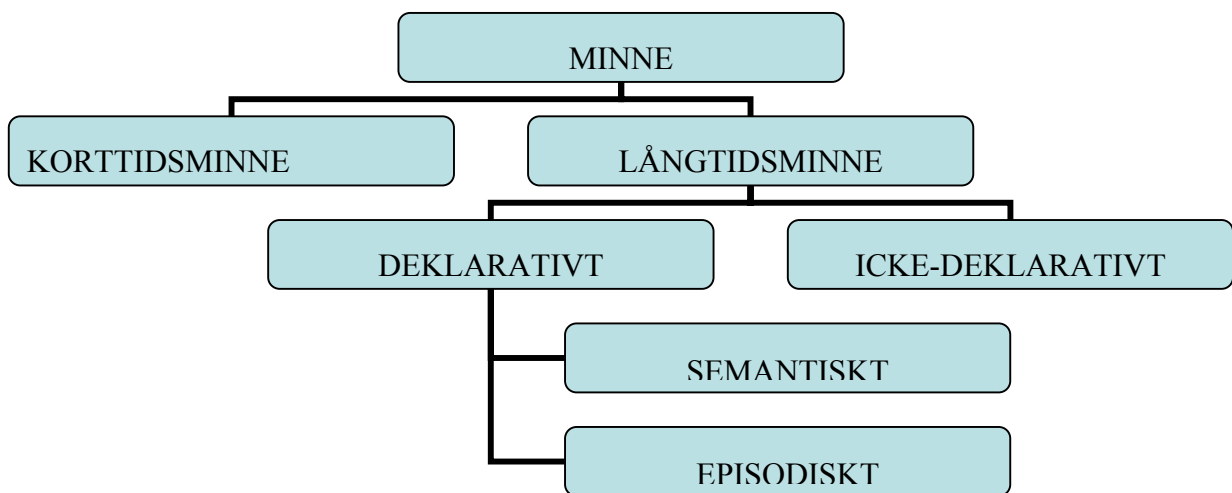 MINNE
KORTTIDSMINNE
LÅNGTIDSMINNE
DEKLARATIVT
ICKE-DEKLARATIVT
SEMANTISKT
EPISODISKT